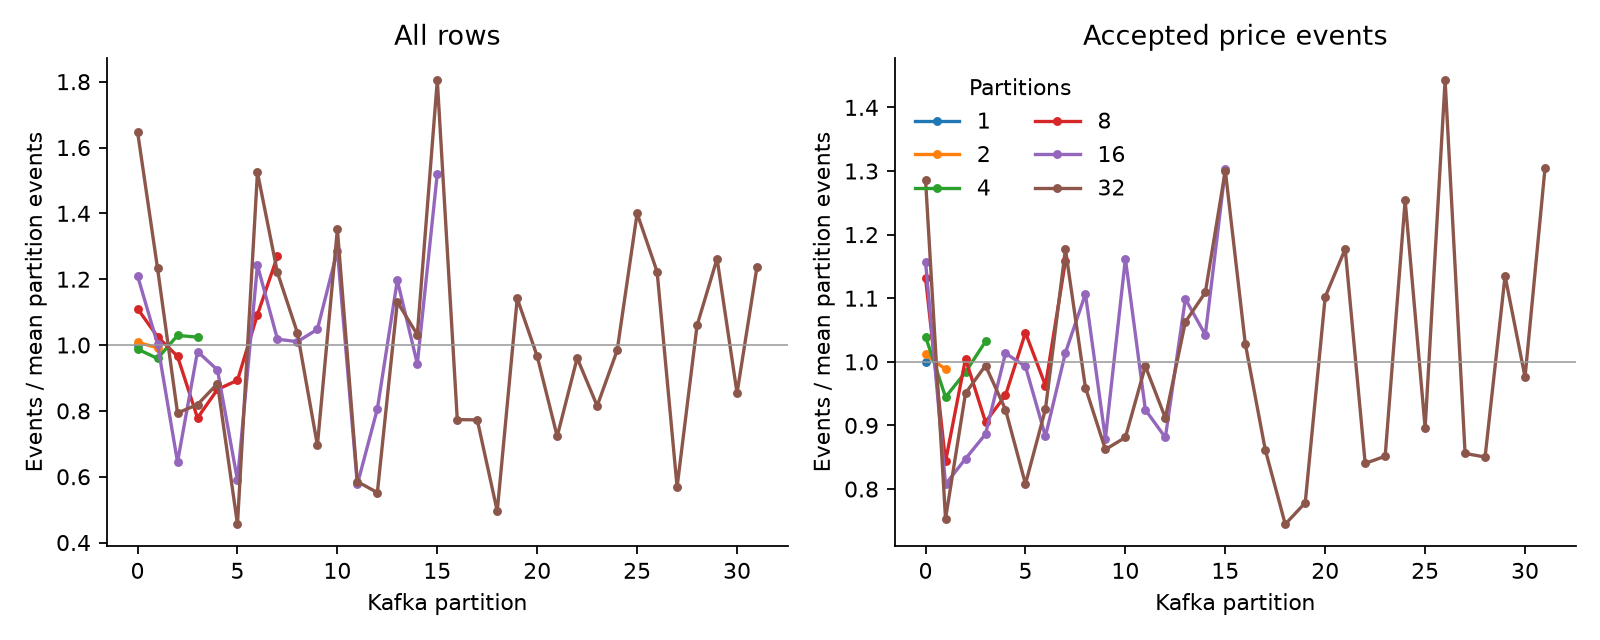 All rows
Events / mean partition events
1.8
1.6
1.4
1.2
1.0
0.8
0.6
0.4
0 5 10 15 20 25 30
Kafka partition
Accepted price events
Events / mean partition events
1.4
1.3
1.2
1.1
1.0
0.9
0.8
Partitions
1 8
2 16
4 32
0 5 10 15 20 25 30
Kafka partition